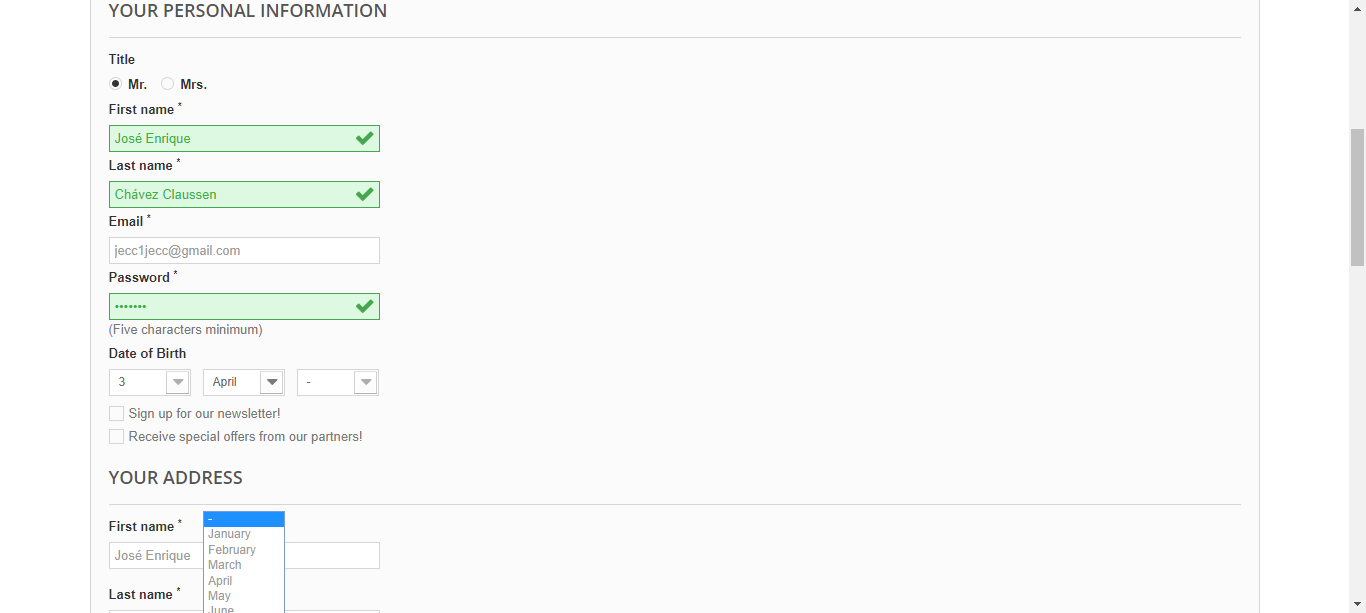 YOUR PERSONAL INFORMATION
Title
Mr. Mrs.
First name *
José Enrique
Last name *
Chávez Claussen
Email *
jecc1jecc@gmail.com
Password *
•••••••
(Five characters minimum)
Date of Birth
3 April -
Sign up for our newsletter!
Receive special offers from our partners!
YOUR ADDRESS
First name *
José Enrique
Last name *
-
January
February
March
April
May
June